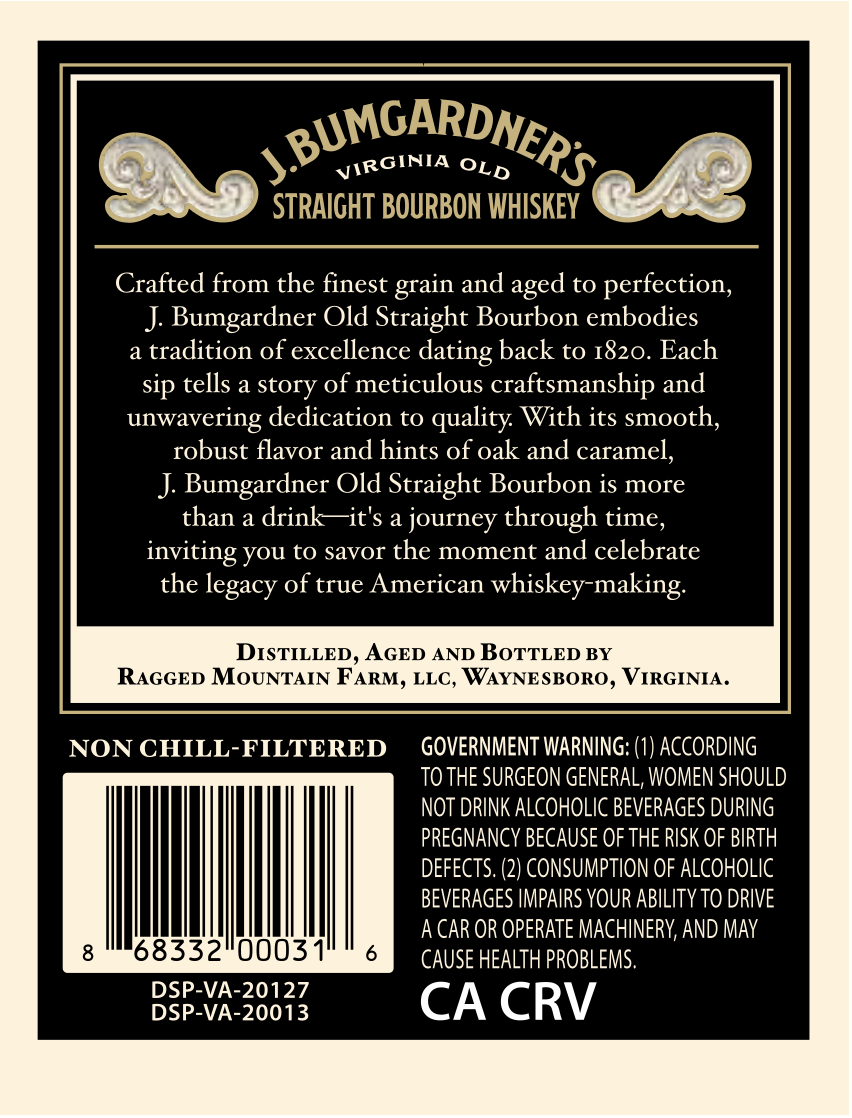 J. BUMGARDNER'S
VIRGINIA OLD
STRAIGHT BOURBON WHISKEY
Crafted from the finest grain and aged to perfection,
J. Bumgardner Old Straight Bourbon embodies
a tradition of excellence dating back to 1820. Each
sip tells a story of meticulous craftsmanship and
unwavering dedication to quality. With its smooth,
robust flavor and hints of oak and caramel,
J. Bumgardner Old Straight Bourbon is more
than a drink—it's a journey through time,
inviting you to savor the moment and celebrate
the legacy of true American whiskey-making.
DISTILLED, AGED AND BOTTLED BY
RAGGED MOUNTAIN FARM, LLC, WAYNESBORO, VIRGINIA.
NON CHILL-FILTERED
8 68332 00031 6
DSP-VA-20127
DSP-VA-20013
GOVERNMENT WARNING: (1) ACCORDING
TO THE SURGEON GENERAL, WOMEN SHOULD
NOT DRINK ALCOHOLIC BEVERAGES DURING
PREGNANCY BECAUSE OF THE RISK OF BIRTH
DEFECTS. (2) CONSUMPTION OF ALCOHOLIC
BEVERAGES IMPAIRS YOUR ABILITY TO DRIVE
A CAR OR OPERATE MACHINERY, AND MAY
CAUSE HEALTH PROBLEMS.
CA CRV